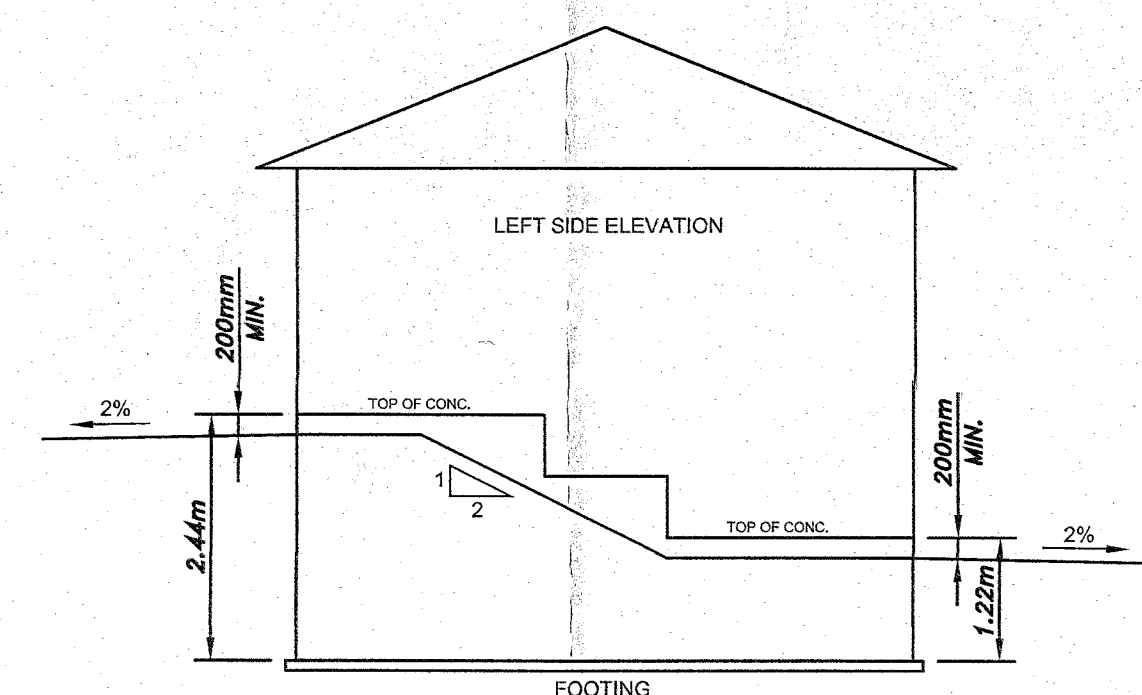 LEFT SIDE ELEVATION
200mm
MIN.
2%
TOP OF CONC.
1
2
2.44m
200mm
MIN.
TOP OF CONC.
2%
1.22m
FOOTING